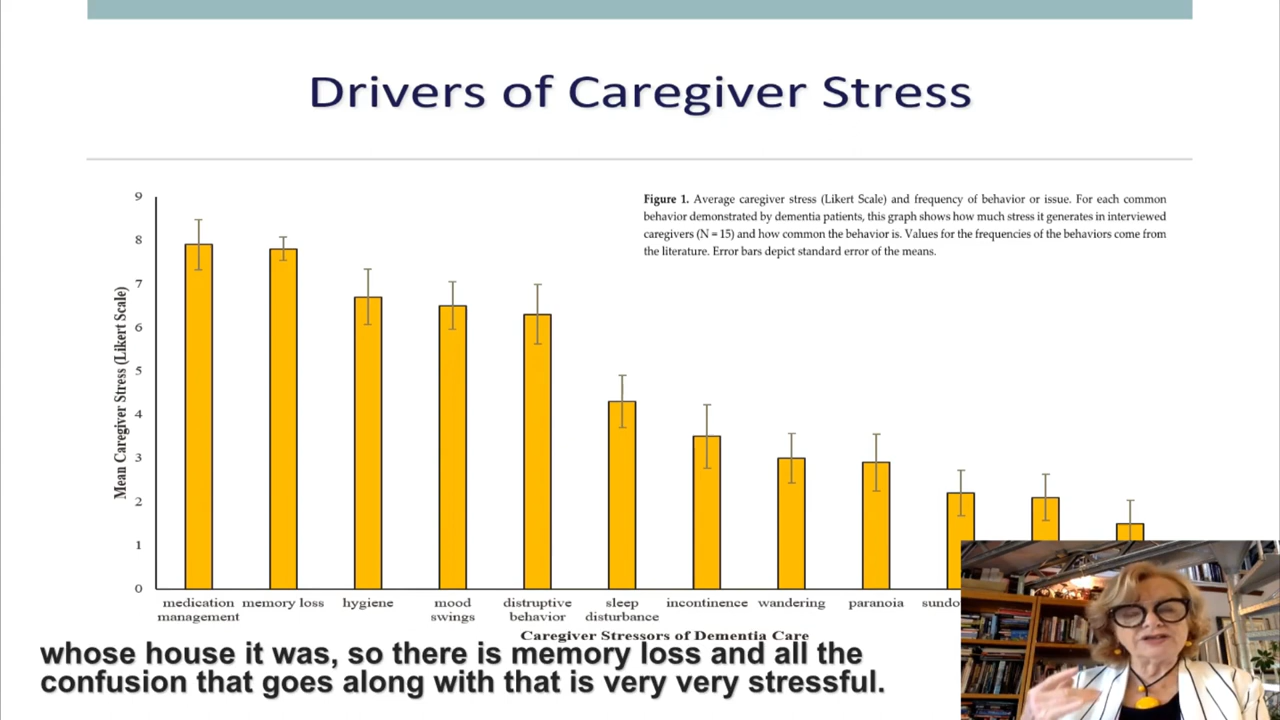 Drivers of Caregiver Stress
Figure 1. Average caregiver stress (Likert Scale) and frequency of behavior or issue. For each common
behavior demonstrated by dementia patients, this graph shows how much stress it generates in interviewed
caregivers (N = 15) and how common the behavior is. Values for the frequencies of the behaviors come from
the literature. Error bars depict standard error of the means.
Mean Caregiver Stress (Likert Scale)
9
8
7
6
5
4
3
2
1
0
medication management
memory loss
hygiene
mood swings
distruptive behavior
sleep disturbance
incontinence
wandering
paranoia
Caregiver Stressors of Dementia Care
whose house it was, so there is memory loss and all the
confusion that goes along with that is very very stressful.